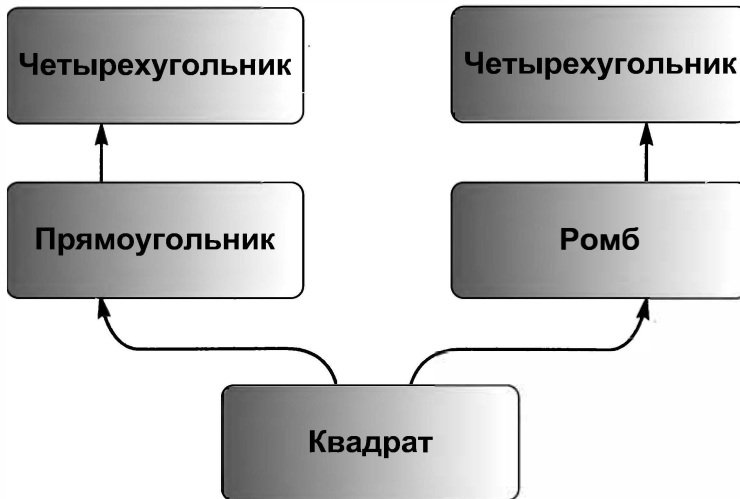 Четырехугольник
Четырехугольник
Прямоугольник
Ромб
Квадрат